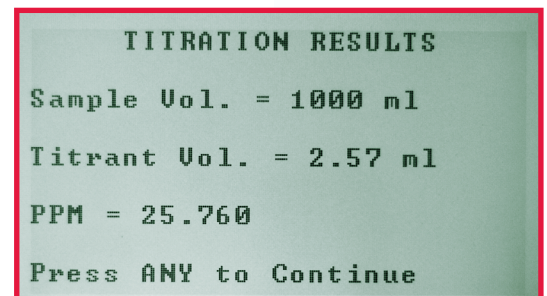 TITRATION RESULTS
Sample Vol. = 1000 ml
Titrant Vol. = 2.57 ml
PPM = 25.760
Press ANY to Continue